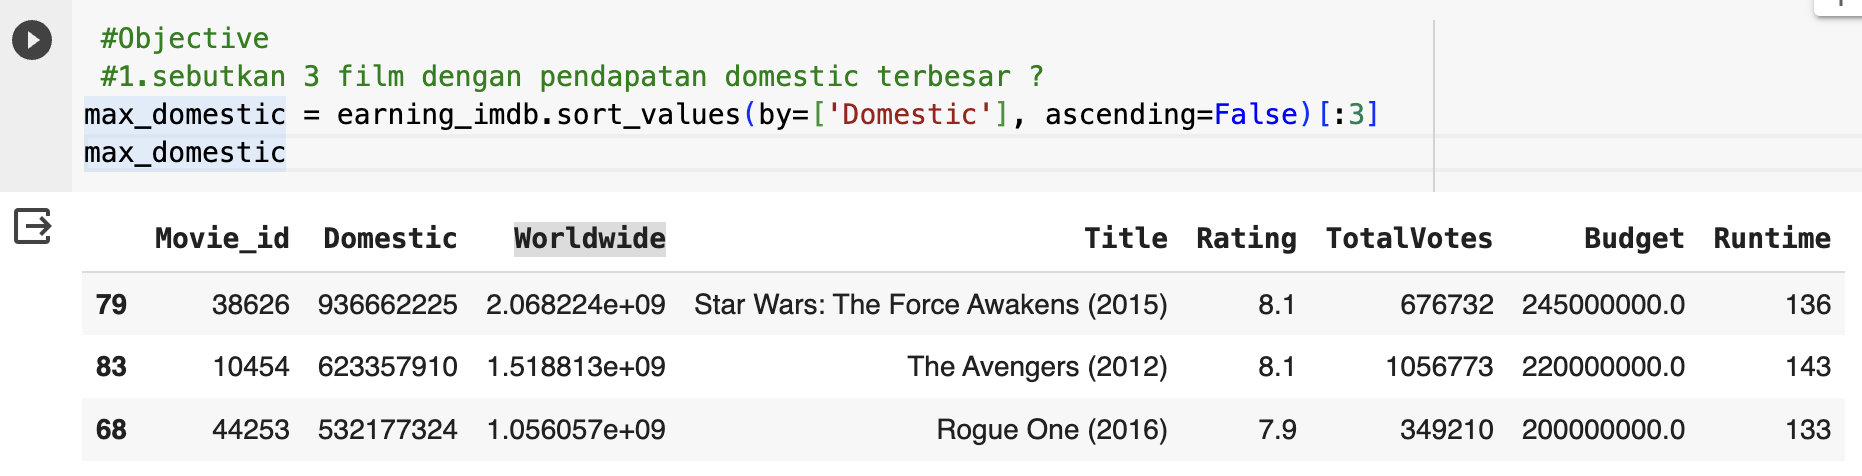 #Objective
#1.sebutkan 3 film dengan pendapatan domestic terbesar ?
max_domestic = earning_imdb.sort_values(by=['Domestic'], ascending=False)[:3]
max_domestic
Movie_id Domestic Worldwide Title Rating TotalVotes Budget Runtime
79 38626 936662225 2.068224e+09 Star Wars: The Force Awakens (2015) 8.1 676732 245000000.0 136
83 10454 623357910 1.518813e+09 The Avengers (2012) 8.1 1056773 220000000.0 143
68 44253 532177324 1.056057e+09 Rogue One (2016) 7.9 349210 200000000.0 133